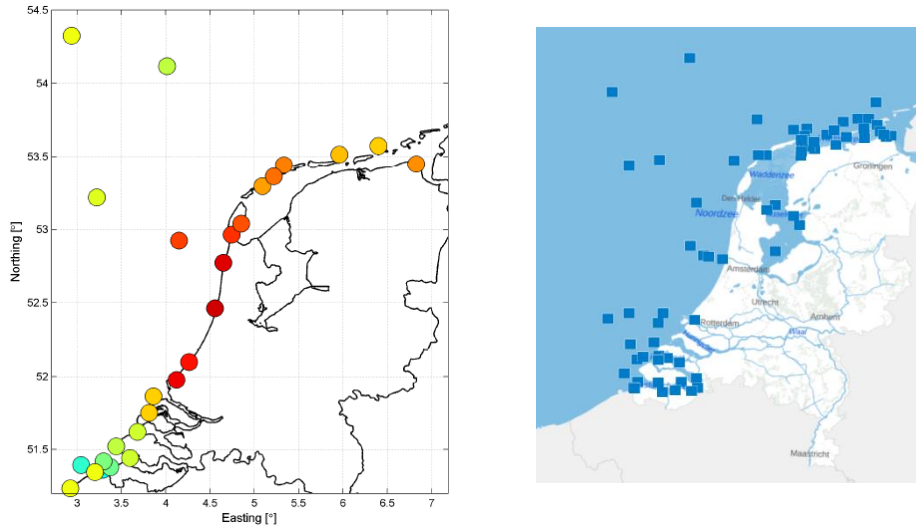 54.5
54
53.5
53
52.5
52
51.5
Northing [°]
3
3.5
4
4.5
5
5.5
6
6.5
7
Easting [°]
Groningen
Waddenzee
Den Helder
Noordzee
Amsterdam
Utrecht
Arnhem
Rotterdam
Waal
Maastricht